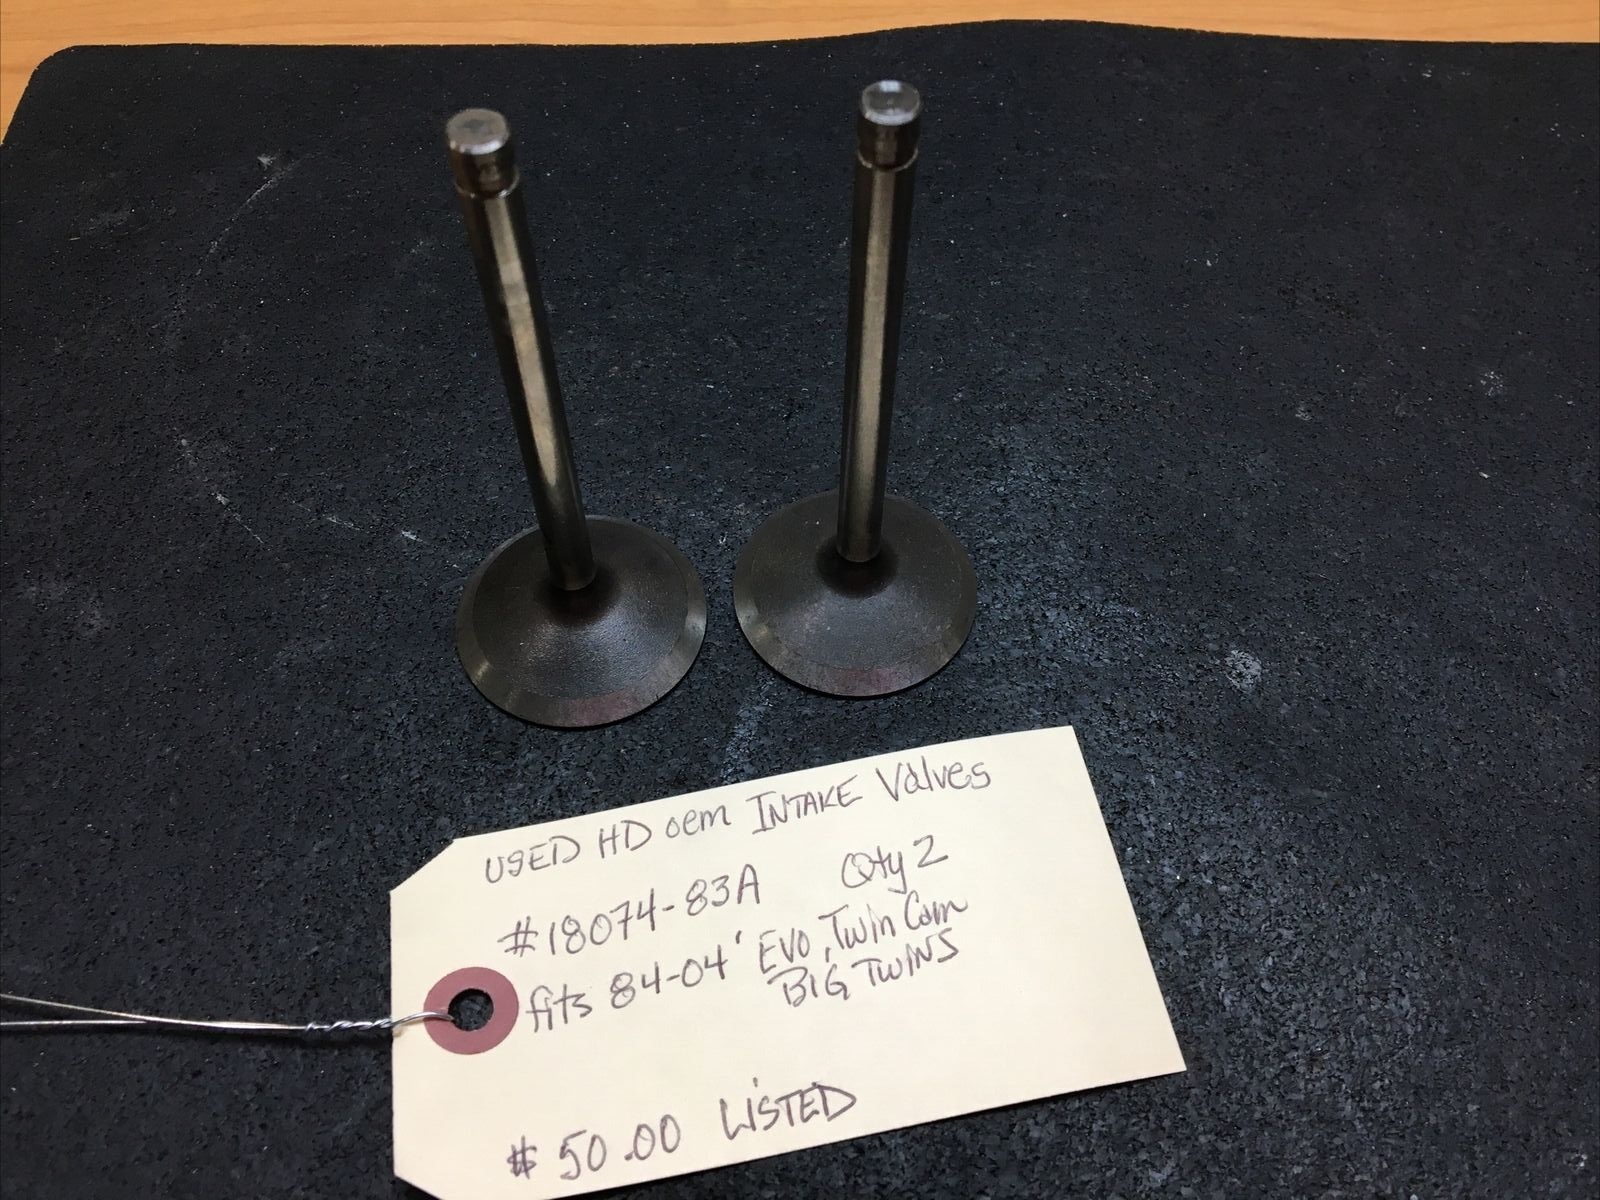 USED HD oem INTAKE Valves
#18074-83A Qty 2
fits 84-04' EVO, Twin Cam
BIG TWINS
$50.00 LISTED